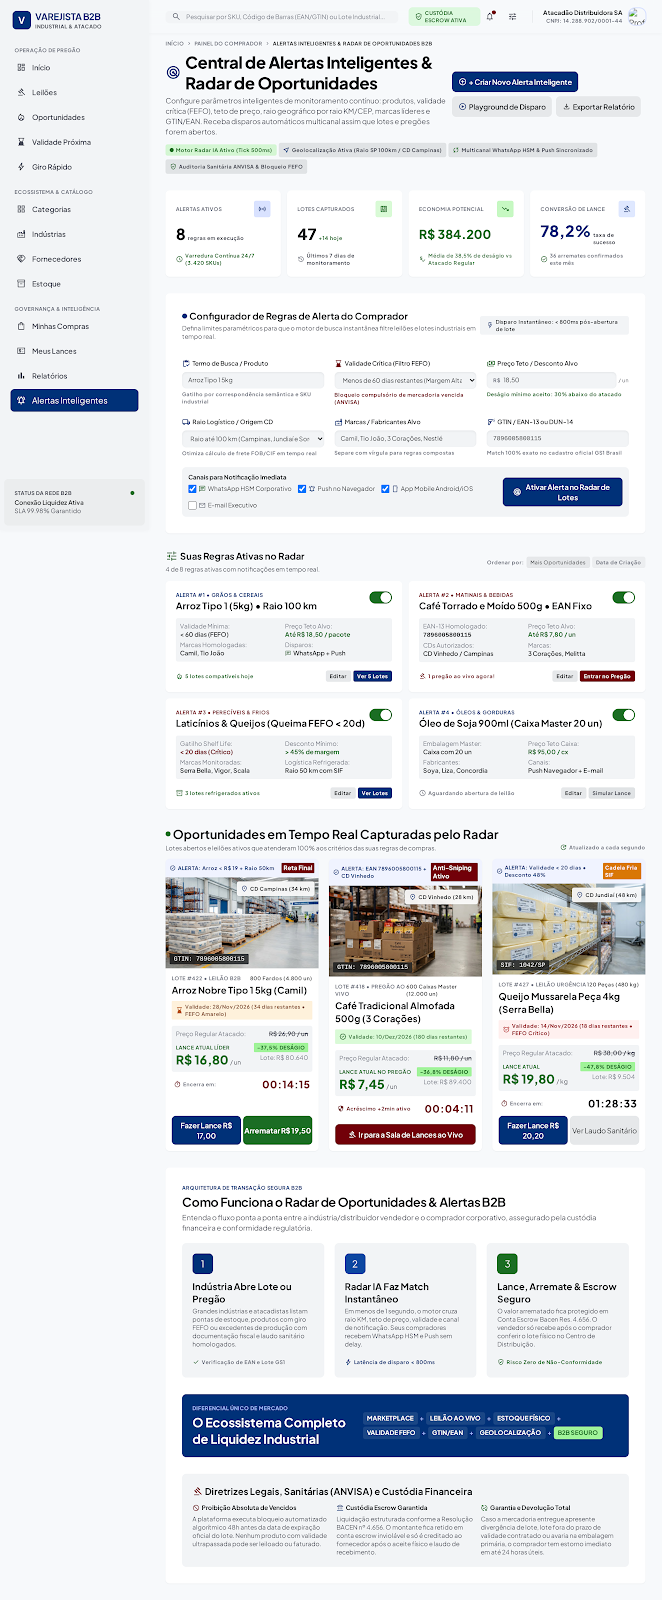 V VAREJISTA B2B
INDUSTRIAL & ATACADO
Pesquisar por SKU, Código de Barras (EAN/GTIN) ou Lote Industrial...
CUSTÓDIA ESCROW ATIVA
Atacadão Distribuidora SA
CNPJ: 14.288.902/0001-44
OPERAÇÃO DE PREGÃO
Início
Leilões
Oportunidades
Validade Próxima
Giro Rápido
ECOSSISTEMA & CATÁLOGO
Categorias
Indústrias
Fornecedores
Estoque
GOVERNANÇA & INTELIGÊNCIA
Minhas Compras
Meus Lances
Relatórios
Alertas Inteligentes
STATUS DA REDE B2B
Conexão Liquidez Ativa
SLA 99.98% Garantido
INÍCIO > PAINEL DO COMPRADOR > ALERTAS INTELIGENTES & RADAR DE OPORTUNIDADES B2B
Central de Alertas Inteligentes &
Radar de Oportunidades
Configure parâmetros inteligentes de monitoramento contínuo: produtos, validade
crítica (FEFO), teto de preço, raio geográfico por raio KM/CEP, marcas líderes e
GTIN/EAN. Receba disparos automáticos multicanal assim que lotes e pregões
forem abertos.
+ Criar Novo Alerta Inteligente
Playground de Disparo
Exportar Relatório
Motor Radar IA Ativo (Tick 500ms)
Geolocalização Ativa (Raio SP 100km / CD Campinas)
Multicanal WhatsApp HSM & Push Sincronizado
Auditoria Sanitária ANVISA & Bloqueio FEFO
ALERTAS ATIVOS
8 regras em execução
Varredura Contínua 24/7
(3.420 SKUs)
LOTES CAPTURADOS
47 +14 hoje
Últimos 7 dias de
monitoramento
ECONOMIA POTENCIAL
R$ 384.200
Média de 38,5% de deságio vs
Atacado Regular
CONVERSÃO DE LANCE
78,2% taxa de
sucesso
36 arremates confirmados
este mês
Configurador de Regras de Alerta do Comprador
Defina limites paramétricos para que o motor de busca instantânea filtre leilões e lotes industriais em
tempo real.
Disparo Instantâneo: < 800ms pós-abertura
de lote
Termo de Busca / Produto
Arroz Tipo 1 5kg
Gatilho por correspondência semântica e SKU
Industrial
Validade Crítica (Filtro FEFO)
Menos de 60 dias restantes (Margem Alta
Bloqueio compulsório de mercadoria vencida
(ANVISA)
Preço Teto / Desconto Alvo
R$ 18,50 / un
Deságio mínimo aceito: 30% abaixo do atacado
Raio Logístico / Origem CD
Raio até 100 km (Campinas, Jundiaí e Sor
Otimiza cálculo de frete FOB/CIF em tempo real
Marcas / Fabricantes Alvo
Camil, Tio João, 3 Corações, Nestlé
Separe com vírgula para regras compostas
GTIN / EAN-13 ou DUN-14
7896005800115
Match 100% exato no cadastro oficial GS1 Brasil
Canais para Notificação Imediata
WhatsApp HSM Corporativo
Push no Navegador
App Mobile Android/iOS
E-mail Executivo
Ativar Alerta no Radar de
Lotes
Suas Regras Ativas no Radar
4 de 8 regras ativas com notificações em tempo real.
Ordenar por: Mais Oportunidades Data de Criação
ALERTA #1 • GRÃOS & CEREAIS
Arroz Tipo 1 (5kg) • Raio 100 km
Validade Mínima:
< 60 dias (FEFO)
Preço Teto Alvo:
Até R$ 18,50 / pacote
Marcas Homologadas:
Camil, Tio João
Disparos:
WhatsApp + Push
5 lotes compatíveis hoje
Editar
Ver 5 Lotes
ALERTA #2 • MATINAIS & BEBIDAS
Café Torrado e Moído 500g • EAN Fixo
EAN-13 Homologado:
7896005800115
Preço Teto Alvo:
Até R$ 7,80 / un
CDs Autorizados:
CD Vinhedo / Campinas
Marcas:
3 Corações, Melitta
1 pregão ao vivo agora!
Editar
Entrar no Pregão
ALERTA #3 • PERECÍVEIS & FRIOS
Laticínios & Queijos (Queima FEFO < 20d)
Gatilho Shelf Life:
< 20 dias (Crítico)
Desconto Mínimo:
> 45% de margem
Marcas Monitoradas:
Serra Bella, Vigor, Scala
Logística Refrigerada:
Raio 50 km com SIF
3 lotes refrigerados ativos
Editar
Ver Lotes
ALERTA #4 • ÓLEOS & GORDURAS
Óleo de Soja 900ml (Caixa Master 20 un)
Embalagem Master:
Caixa com 20 un
Preço Teto Caixa:
R$ 95,00 / cx
Fabricantes:
Soya, Liza, Concordia
Canais:
Push Navegador + E-mail
Aguardando abertura de leilão
Editar
Simular Lance
Oportunidades em Tempo Real Capturadas pelo Radar
Lotes abertos e leilões ativos que atenderam 100% aos critérios das suas regras de compras.
Atualizado a cada segundo
ALERTA: Arroz < R$ 19 + Raio 50km
Reta Final
CD Campinas (34 km)
GTIN: 7896005800115
LOTE #422 • LEILÃO B2B 800 Fardos (4.800 un)
Arroz Nobre Tipo 1 5kg (Camil)
Validade: 28/Nov/2026 (34 dias restantes •
FEFO Amarelo)
Preço Regular Atacado: R$ 26,90 / un
LANCE ATUAL LÍDER -37,5% DESÁGIO
R$ 16,80 / un Lote: R$ 80.640
Encerra em: 00:14:15
Fazer Lance R$
17,00
Arrematar R$ 19,50
ALERTA: EAN 7896005800115 •
CD Vinhedo
Anti-Sniping
Ativo
CD Vinhedo (28 km)
GTIN: 7896005800115
LOTE #418 • PREGÃO AO
VIVO
600 Caixas Master
(12.000 un)
Café Tradicional Almofada
500g (3 Corações)
Validade: 10/Dez/2026 (180 dias restantes)
Preço Regular Atacado: R$ 11,80 / un
LANCE ATUAL NO PREGÃO -36,8% DESÁGIO
R$ 7,45 / un Lote: R$ 89.400
Acréscimo +2min ativo 00:04:11
Ir para a Sala de Lances ao Vivo
ALERTA: Validade < 20 dias •
Desconto 48%
Cadeia Fria
SIF
CD Jundiaí (48 km)
SIF: 1042/SP
LOTE #427 • LEILÃO URGÊNCIA 120 Peças (480 kg)
Queijo Mussarela Peça 4kg
(Serra Bella)
Validade: 14/Nov/2026 (18 dias restantes •
FEFO Crítico)
Preço Regular Atacado: R$ 38,00 / kg
LANCE ATUAL -47,8% DESÁGIO
R$ 19,80 / kg Lote: R$ 9.504
Encerra em: 01:28:33
Fazer Lance R$
20,20
Ver Laudo Sanitário
ARQUITETURA DE TRANSAÇÃO SEGURA B2B
Como Funciona o Radar de Oportunidades & Alertas B2B
Entenda o fluxo ponta a ponta entre a indústria/distribuidor vendedor e o comprador corporativo, assegurado pela custódia
financeira e conformidade regulatória.
1
Indústria Abre Lote ou
Pregão
Grandes indústrias e atacadistas listam
pontas de estoque, produtos com giro
FEFO ou excedentes de produção com
documentação fiscal e laudo sanitário
homologados.
Verificação de EAN e Lote GS1
2
Radar IA Faz Match
Instantâneo
Em menos de 1 segundo, o motor cruza
raio KM, teto de preço, validade e canal
de notificação. Seus compradores
recebem WhatsApp HSM e Push sem
delay.
Latência de disparo < 800ms
3
Lance, Arremate & Escrow
Seguro
O valor arrematado fica protegido em
Conta Escrow Bacen Res. 4.656. O
vendedor só recebe após o comprador
conferir o lote físico no Centro de
Distribuição.
Risco Zero de Não-Conformidade
DIFERENCIAL ÚNICO DE MERCADO
O Ecossistema Completo
de Liquidez Industrial
MARKETPLACE + LEILÃO AO VIVO + ESTOQUE FÍSICO +
VALIDADE FEFO + GTIN/EAN + GEOLOCALIZAÇÃO + B2B SEGURO
Diretrizes Legais, Sanitárias (ANVISA) e Custódia Financeira
Proibição Absoluta de Vencidos
A plataforma executa bloqueio automatizado
algorítmico 48h antes da data de expiração
oficial do lote. Nenhum produto com validade
ultrapassada pode ser leiloado ou faturado.
Custódia Escrow Garantida
Liquidação estruturada conforme a Resolução
BACEN nº 4.656. O montante fica retido em
conta escrow inviolável e só é creditado ao
fornecedor após o aceite físico e laudo de
recebimento.
Garantia e Devolução Total
Caso a mercadoria entregue apresente
divergência de lote, lote fora do prazo de
validade contratado ou avaria na embalagem
primária, o comprador tem estorno imediato
em até 24 horas úteis.